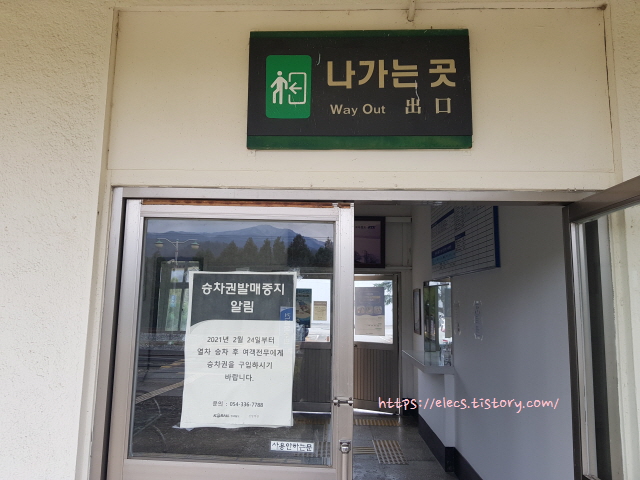 나가는 곳
Way Out 出口
승차권발매중지
알림
2021년 2월 24일부터
열차 승차 후 여객전무에게
승차권을 구입하시기
바랍니다.
문의 : 054-336-7788
사용안하는문
https://elecs.tistory.com/